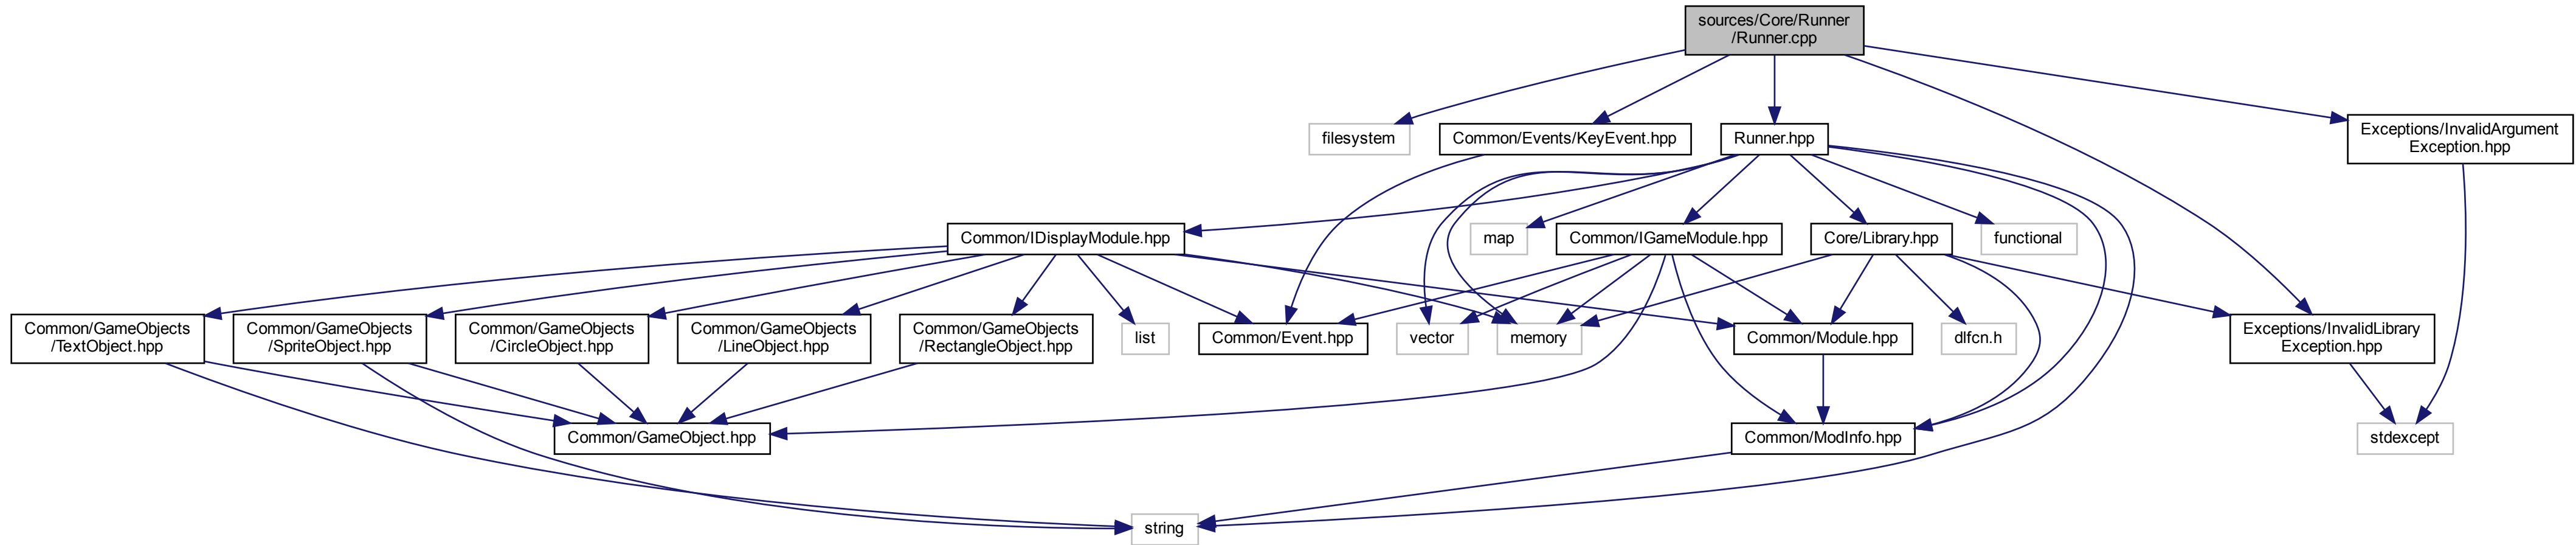 sources/Core/Runner
/Runner.cpp
filesystem
Common/Events/KeyEvent.hpp
Runner.hpp
Exceptions/InvalidArgument
Exception.hpp
Common/IDisplayModule.hpp
map
Common/IGameModule.hpp
Core/Library.hpp
functional
Common/GameObjects
/TextObject.hpp
Common/GameObjects
/SpriteObject.hpp
Common/GameObjects
/CircleObject.hpp
Common/GameObjects
/LineObject.hpp
Common/GameObjects
/RectangleObject.hpp
list
Common/Event.hpp
vector
memory
Common/Module.hpp
dlfcn.h
Exceptions/InvalidLibrary
Exception.hpp
Common/GameObject.hpp
Common/ModInfo.hpp
stdexcept
string